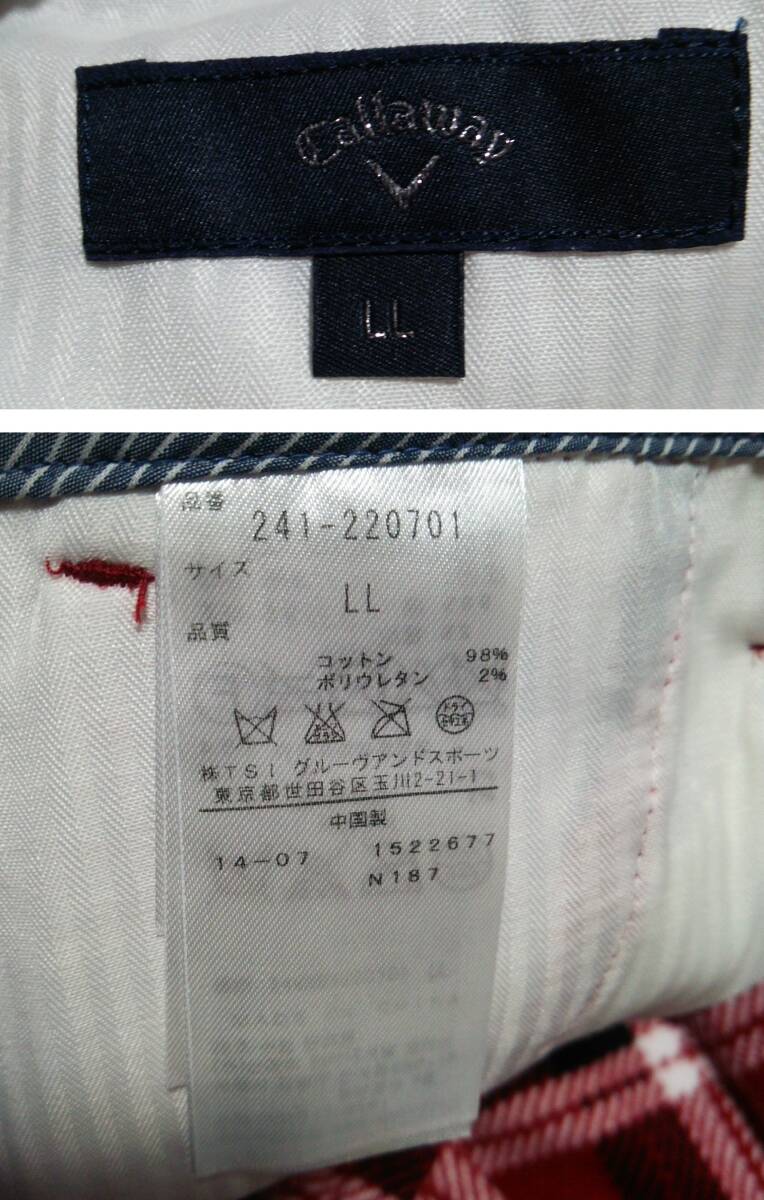 Callaway
LL
品番
241-220701
サイズ
LL
品質
コットン 98%
ポリウレタン 2%
ドライ
株TSI グルーヴアンドスポーツ
東京都世田谷区玉川2-21-1
中国製
14-07 1522677
N187